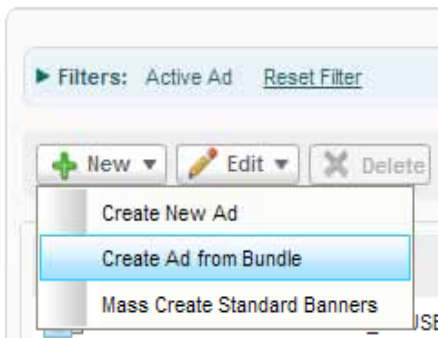 Filters: Active Ad Reset Filter
New Edit Delete
Create New Ad
Create Ad from Bundle
Mass Create Standard Banners